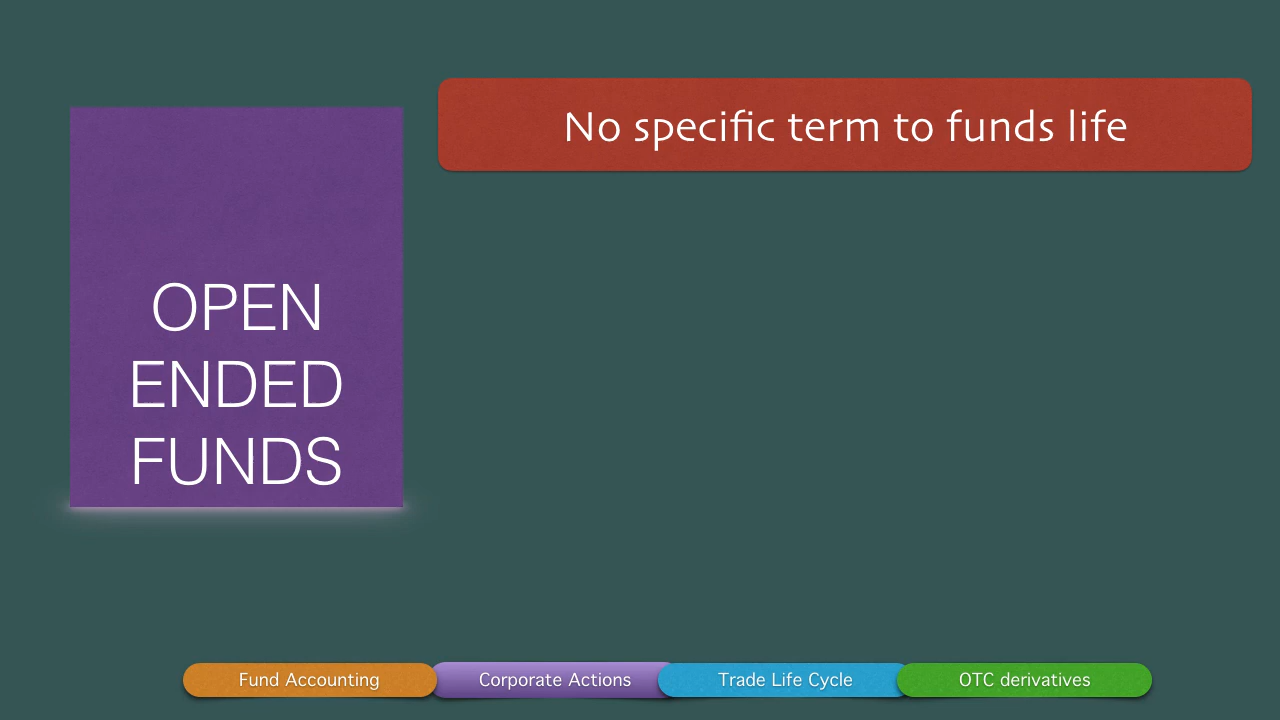 No specific term to funds life
OPEN
ENDED
FUNDS
Fund Accounting
Corporate Actions
Trade Life Cycle
OTC derivatives